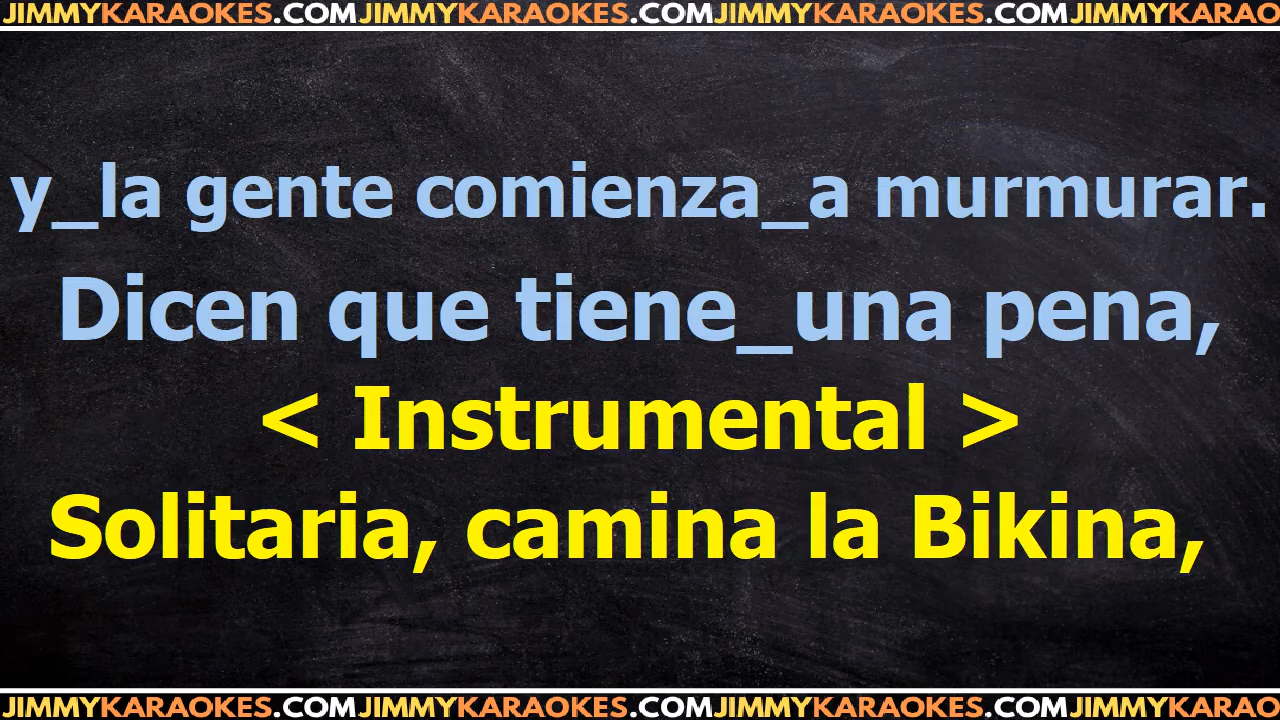 JIMMYKARAOKES.COMJIMMYKARAOKES.COMJIMMYKARAOKES.COMJIMMYKARAO
y_la gente comienza_a murmurar.
Dicen que tiene_una pena,
< Instrumental >
Solitaria, camina la Bikina,
JIMMYKARAOKES.COMJIMMYKARAOKES.COMJIMMYKARAOKES.COMJIMMYKARAO